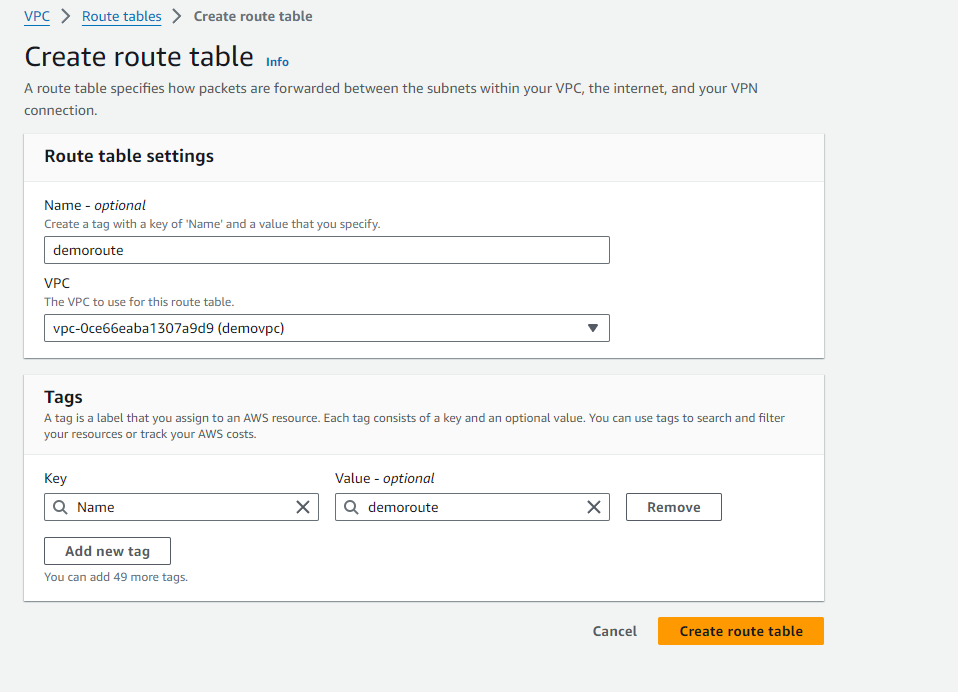 VPC > Route tables > Create route table
Create route table Info
A route table specifies how packets are forwarded between the subnets within your VPC, the internet, and your VPN
connection.
Route table settings
Name - optional
Create a tag with a key of 'Name' and a value that you specify.
demoroute
VPC
The VPC to use for this route table.
vpc-0ce66eaba1307a9d9 (demovpc)
Tags
A tag is a label that you assign to an AWS resource. Each tag consists of a key and an optional value. You can use tags to search and filter
your resources or track your AWS costs.
Key Value - optional
Name demoroute Remove
Add new tag
You can add 49 more tags.
Cancel Create route table